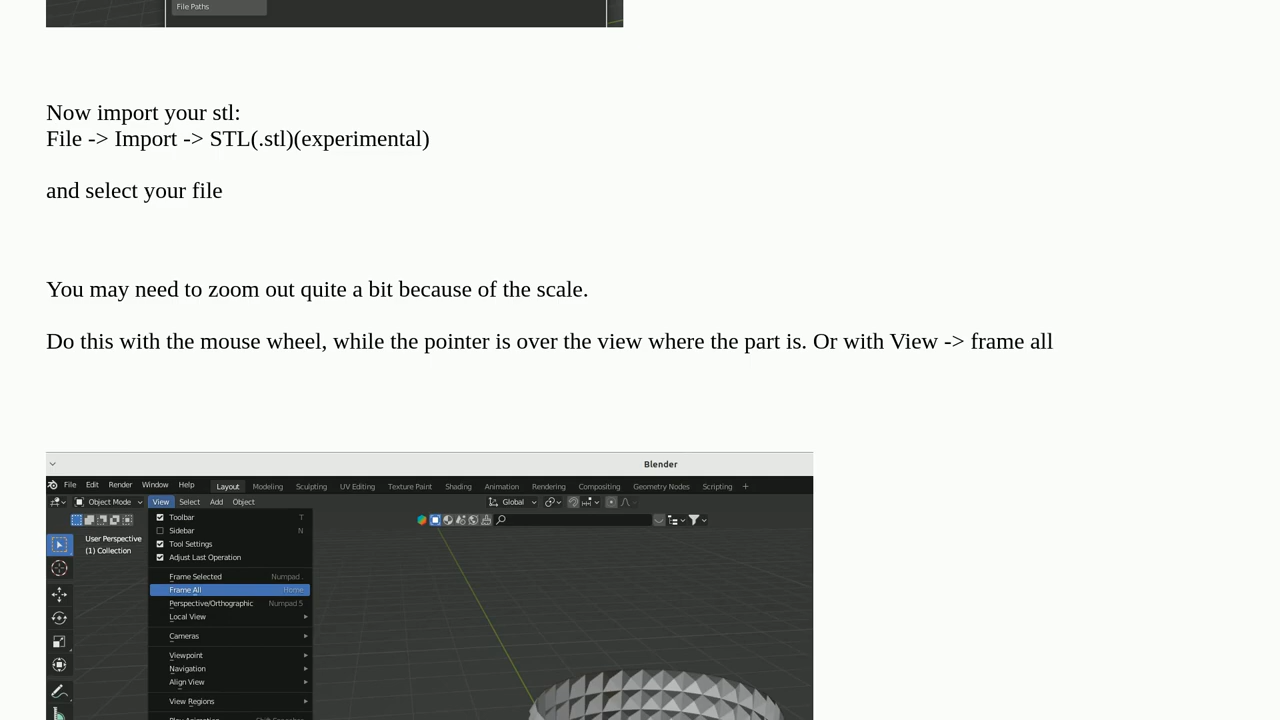 File Paths
Now import your stl:
File -> Import -> STL(.stl)(experimental)
and select your file
You may need to zoom out quite a bit because of the scale.
Do this with the mouse wheel, while the pointer is over the view where the part is. Or with View -> frame all
Blender
File Edit Render Window Help Layout Modeling Sculpting UV Editing Texture Paint Shading Animation Rendering Compositing Geometry Nodes Scripting +
Object Mode View Select Add Object Global
Toolbar T
Sidebar N
Tool Settings
Adjust Last Operation
User Perspective
(1) Collection
Frame Selected Numpad .
Frame All Home
Perspective/Orthographic Numpad 5
Local View
Cameras
Viewpoint
Navigation
Align View
View Regions